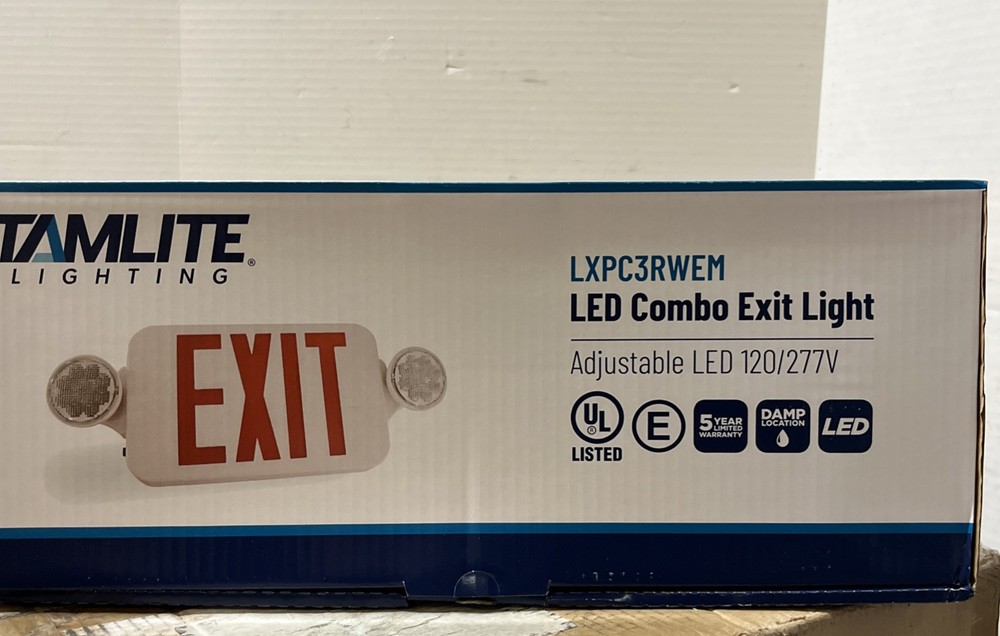 TAMLITE®
LIGHTING
EXIT
LXPC3RWEM
LED Combo Exit Light
Adjustable LED 120/277V
UL
®
LISTED
E
5 YEAR
LIMITED
WARRANTY
DAMP
LOCATION
LED